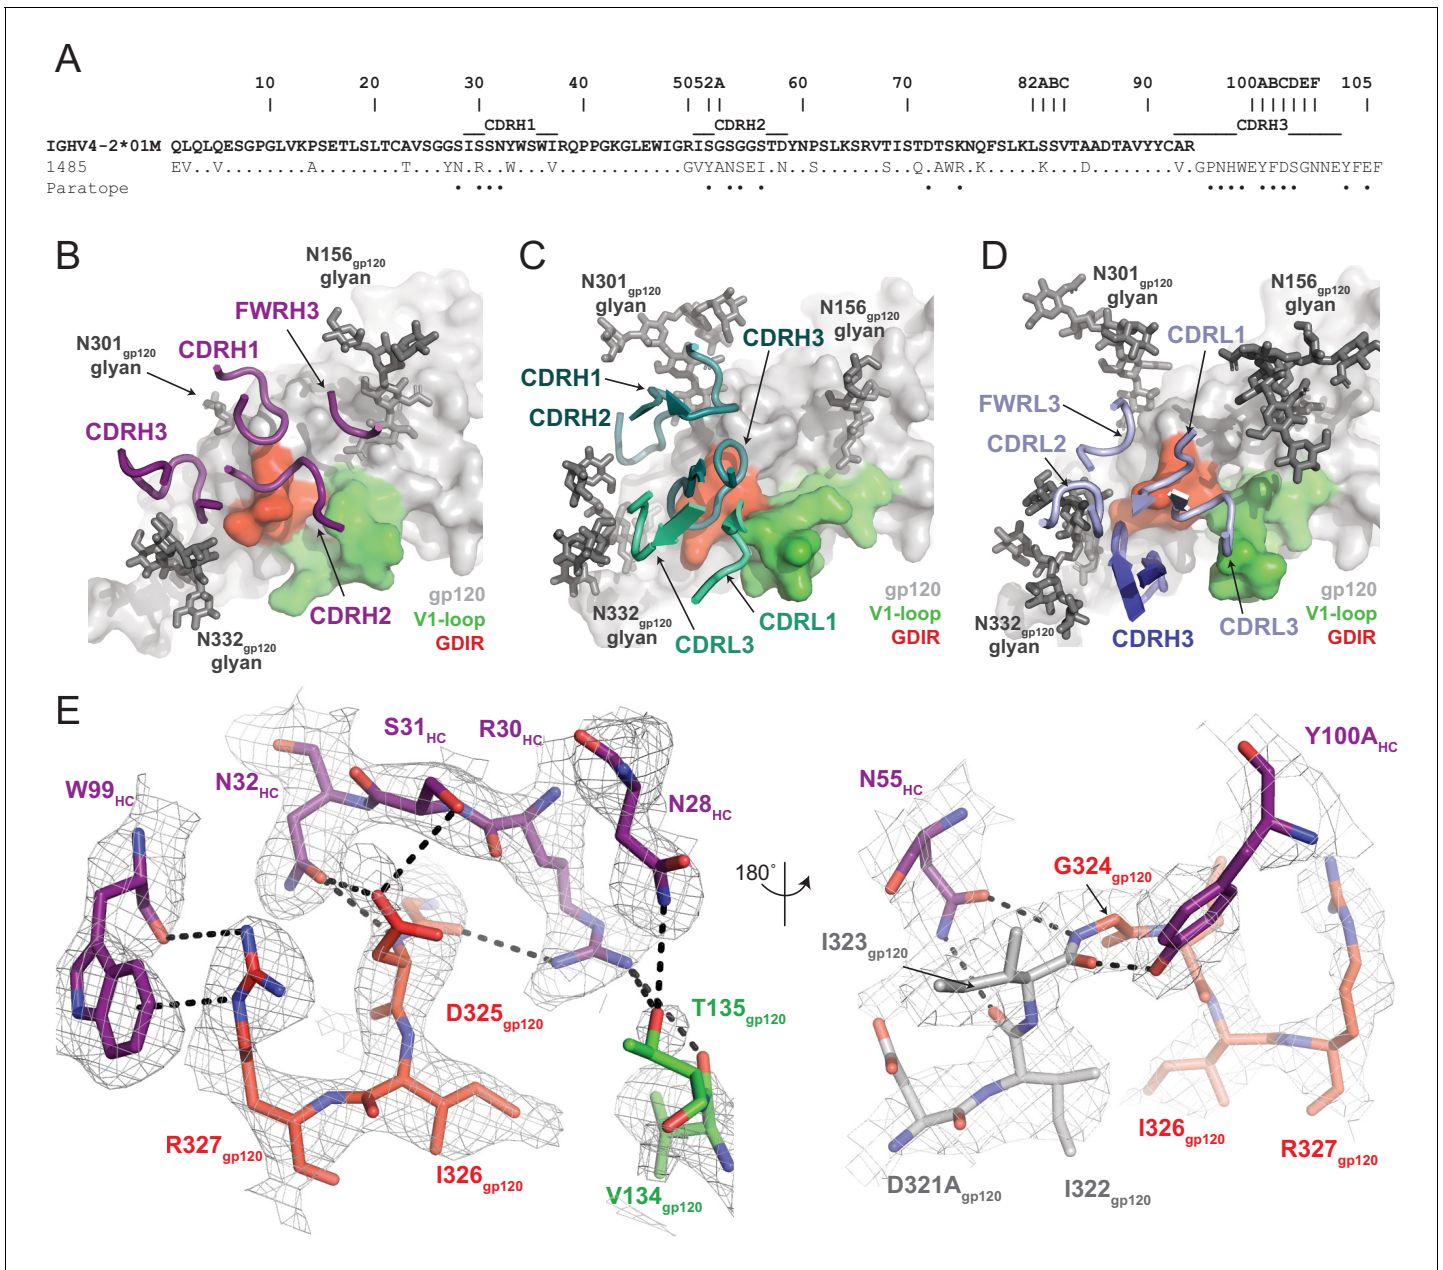 A
10 20 30 40 50 52A 60 70 82ABC 90 100ABCDEF 105
CDRH1 CDRH2 CDRH3
IGHV4-2*01M QLQLQESGPGLVKPSETLSLTCAVSGGSISSNYWSWIRQPPGKGLEWIGRISGSGGSTDYNPSLKSRVTISTDTSKNQFSLKLSSVTAADTAVYYCAR
1485 EV..V........A........T...YN.R..W...V............GVYANSEI.N..S......S..Q.AWR.K.....K...D........V.GPNHWEYFDSGNNEYFEF
Paratope
B
N156gp120
glyan
FWRH3
N301gp120
glyan
CDRH1
CDRH3
CDRH2
N332gp120
glyan
gp120
V1-loop
GDIR
C
N301gp120
glyan
N156gp120
glyan
CDRH3
CDRH1
CDRH2
N332gp120
glyan
CDRL1
CDRL3
gp120
V1-loop
GDIR
D
N301gp120
glyan
N156gp120
glyan
CDRL1
FWRL3
CDRL2
N332gp120
glyan
CDRH3
CDRL3
gp120
V1-loop
GDIR
E
S31HC
R30HC
N32HC
W99HC
N28HC
D325gp120
T135gp120
R327gp120
I326gp120
V134gp120
180°
Y100AHC
N55HC
G324gp120
I323gp120
I326gp120
R327gp120
D321Agp120
I322gp120